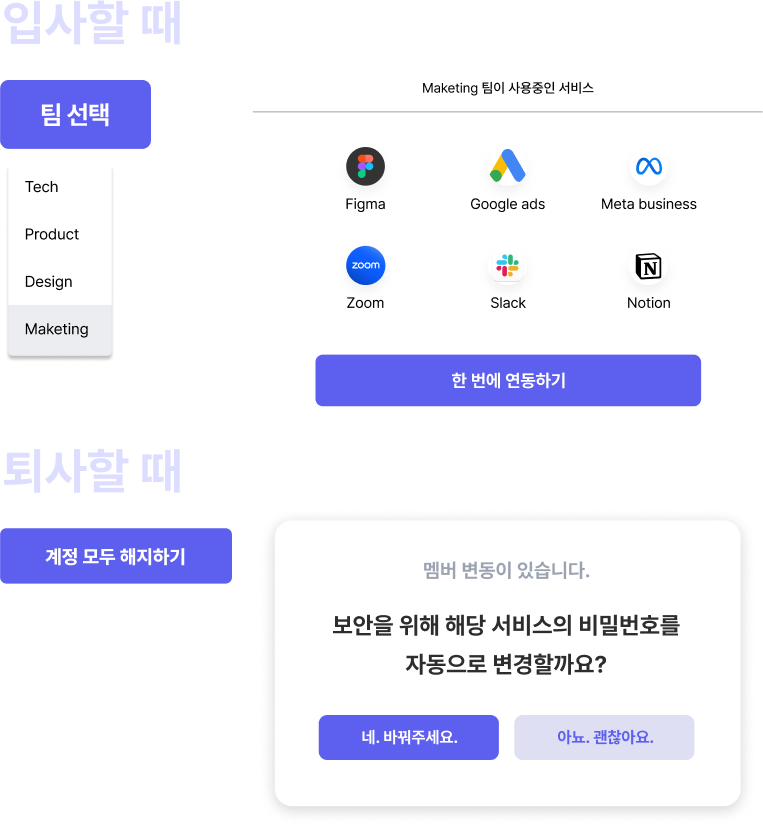 입사할 때
팀 선택
Tech
Product
Design
Maketing
Maketing 팀이 사용중인 서비스
Figma
Google ads
Meta business
zoom
N
Zoom
Slack
Notion
한 번에 연동하기
퇴사할 때
계정 모두 해지하기
멤버 변동이 있습니다.
보안을 위해 해당 서비스의 비밀번호를
자동으로 변경할까요?
네. 바꿔주세요.
아뇨. 괜찮아요.